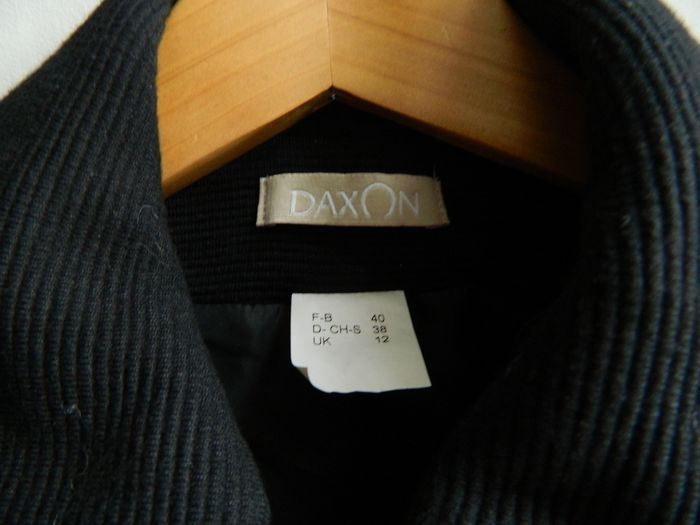 DAXON
F-B 40
D- CH-S 38
UK 12